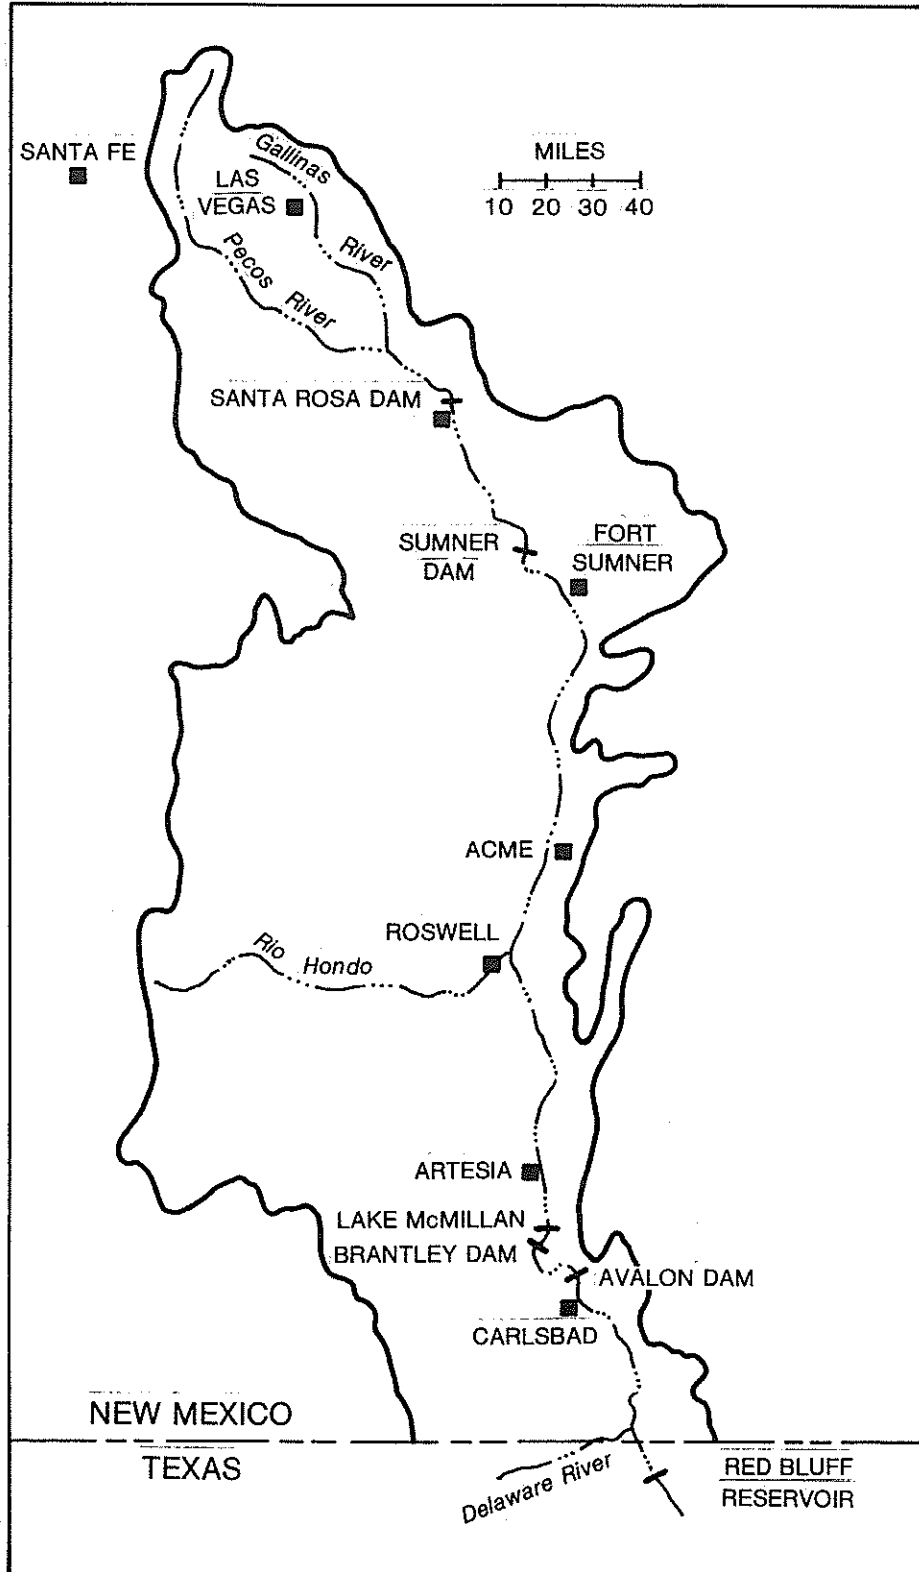 SANTA FE
Gallinas
River
MILES
10 20 30 40
LAS
VEGAS
Pecos
River
SANTA ROSA DAM
SUMNER
DAM
FORT
SUMNER
ACME
ROSWELL
Rio Hondo
ARTESIA
LAKE McMILLAN
BRANTLEY DAM
AVALON DAM
CARLSBAD
NEW MEXICO
TEXAS
Delaware River
RED BLUFF
RESERVOIR